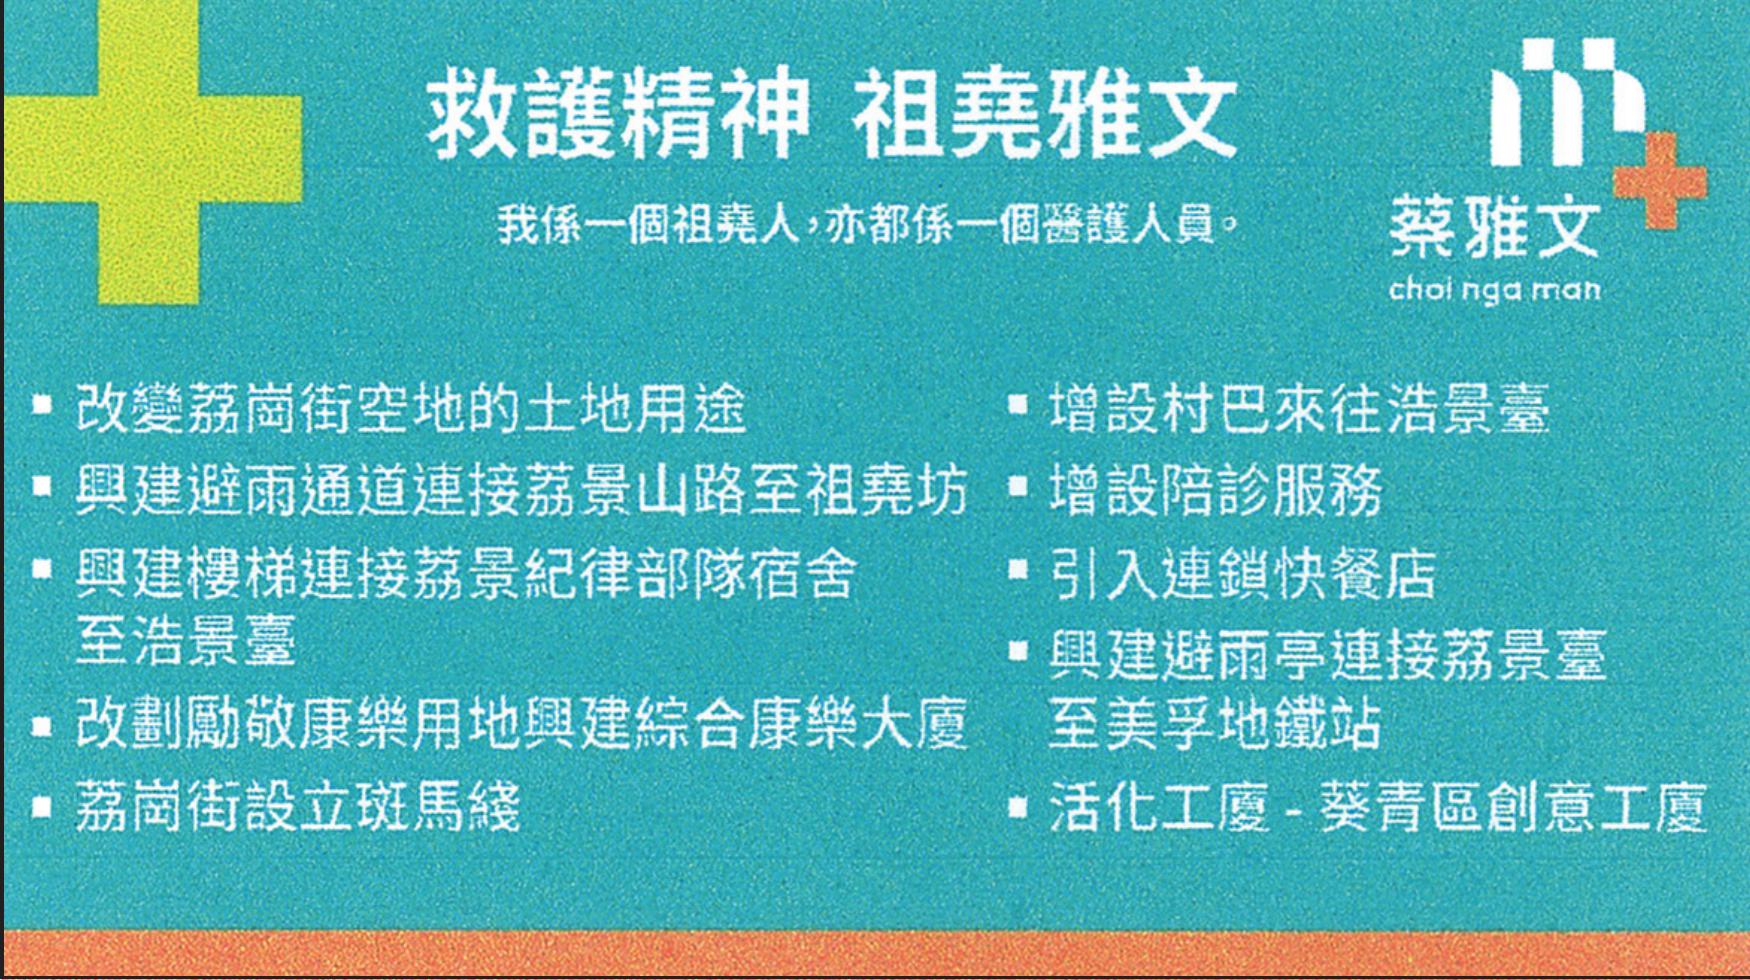 救護精神 祖堯雅文
我係一個祖堯人，亦都係一個醫護人員。
蔡雅文
choi nga man
改變荔崗街空地的土地用途
興建避雨通道連接荔景山路至祖堯坊
興建樓梯連接荔景紀律部隊宿舍
至浩景臺
改劃勵敬康樂用地興建綜合康樂大廈
荔崗街設立斑馬綫
增設村巴來往浩景臺
增設陪診服務
引入連鎖快餐店
興建避雨亭連接荔景臺
至美孚地鐵站
活化工廈 - 葵青區創意工廈